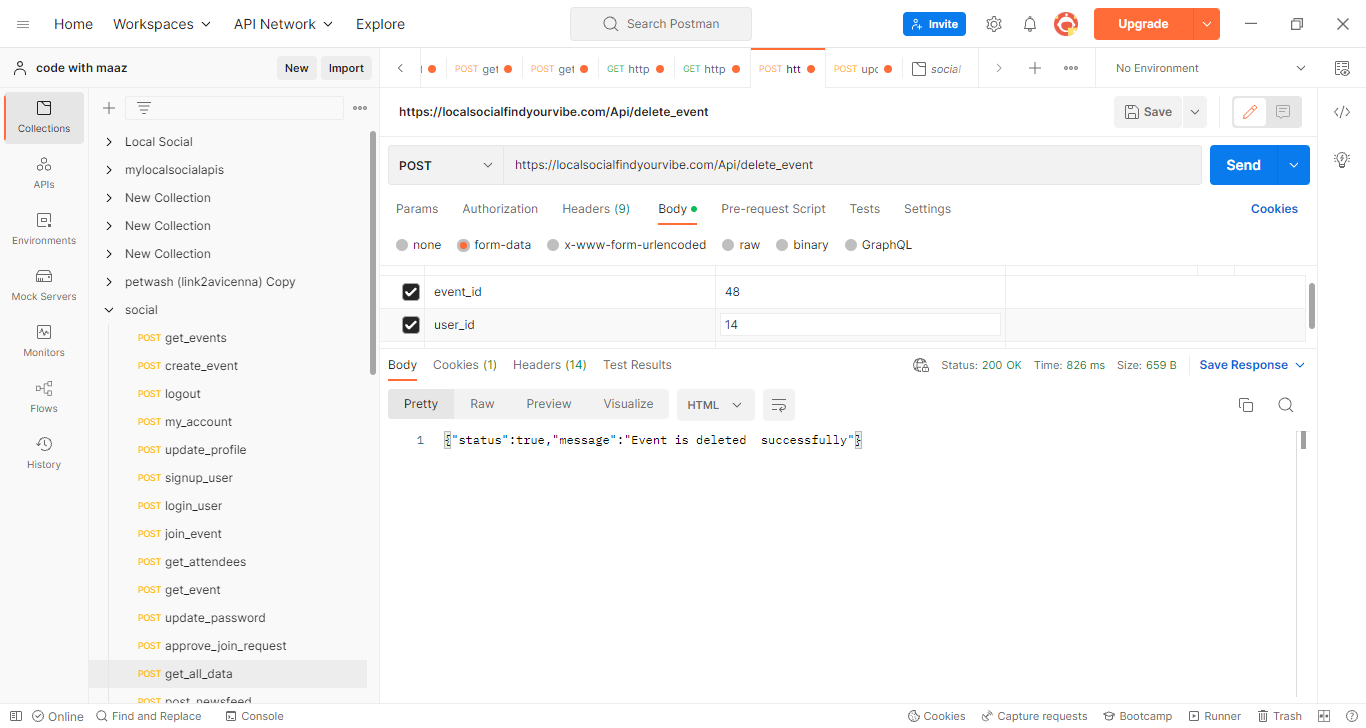 Home Workspaces API Network Explore Search Postman Invite Upgrade
code with maaz New Import
POST get POST get GET http GET http POST htt POST upc social No Environment
Collections
APIs
Environments
Mock Servers
Monitors
Flows
History
Local Social
mylocalsocialapis
New Collection
New Collection
New Collection
petwash (link2avicenna) Copy
social
POST get_events
POST create_event
POST logout
POST my_account
POST update_profile
POST signup_user
POST login_user
POST join_event
POST get_attendees
POST get_event
POST update_password
POST approve_join_request
POST get_all_data
POST post_newsfeed
https://localsocialfindyourvibe.com/Api/delete_event Save
POST https://localsocialfindyourvibe.com/Api/delete_event Send
Params Authorization Headers (9) Body Pre-request Script Tests Settings Cookies
none form-data x-www-form-urlencoded raw binary GraphQL
event_id 48
user_id 14
Body Cookies (1) Headers (14) Test Results Status: 200 OK Time: 826 ms Size: 659 B Save Response
Pretty Raw Preview Visualize HTML
1 {"status":true,"message":"Event is deleted  successfully"}
Online Find and Replace Console Cookies Capture requests Bootcamp Runner Trash